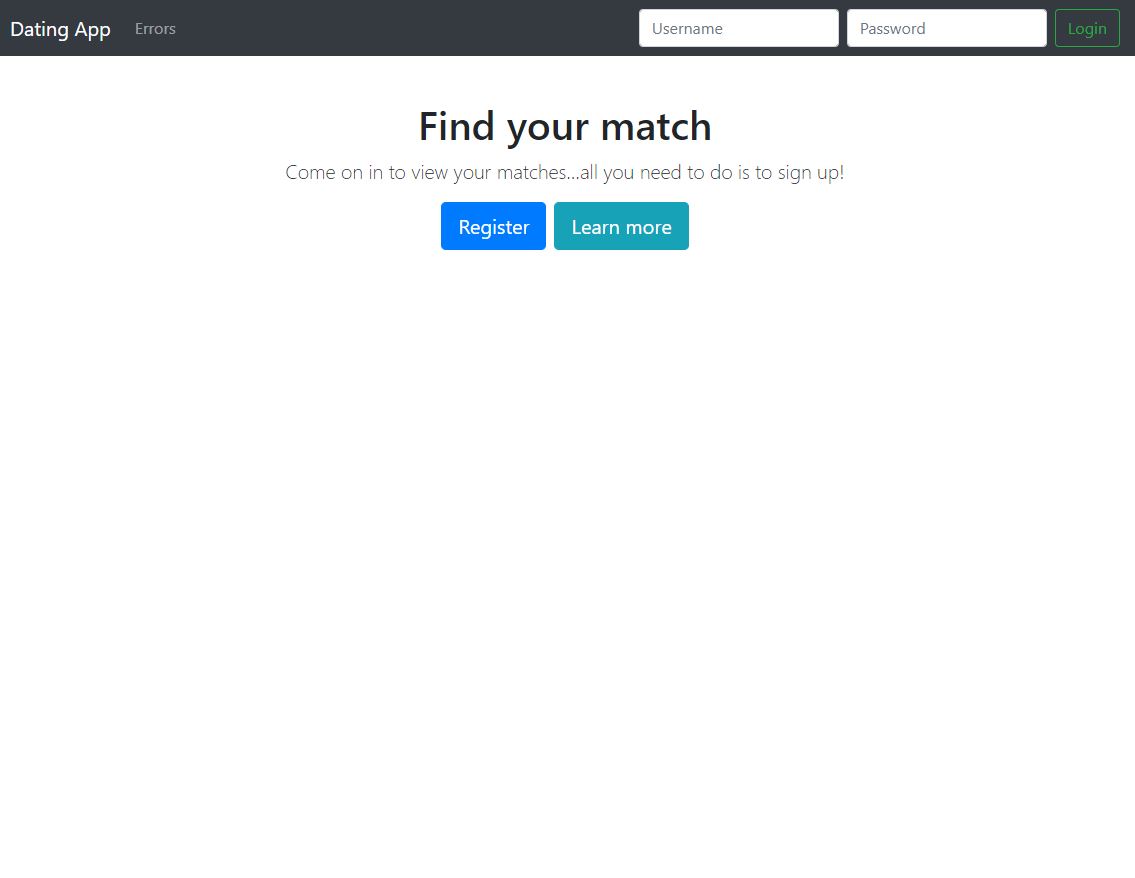 Dating App Errors Username Password Login
Find your match
Come on in to view your matches...all you need to do is to sign up!
Register Learn more